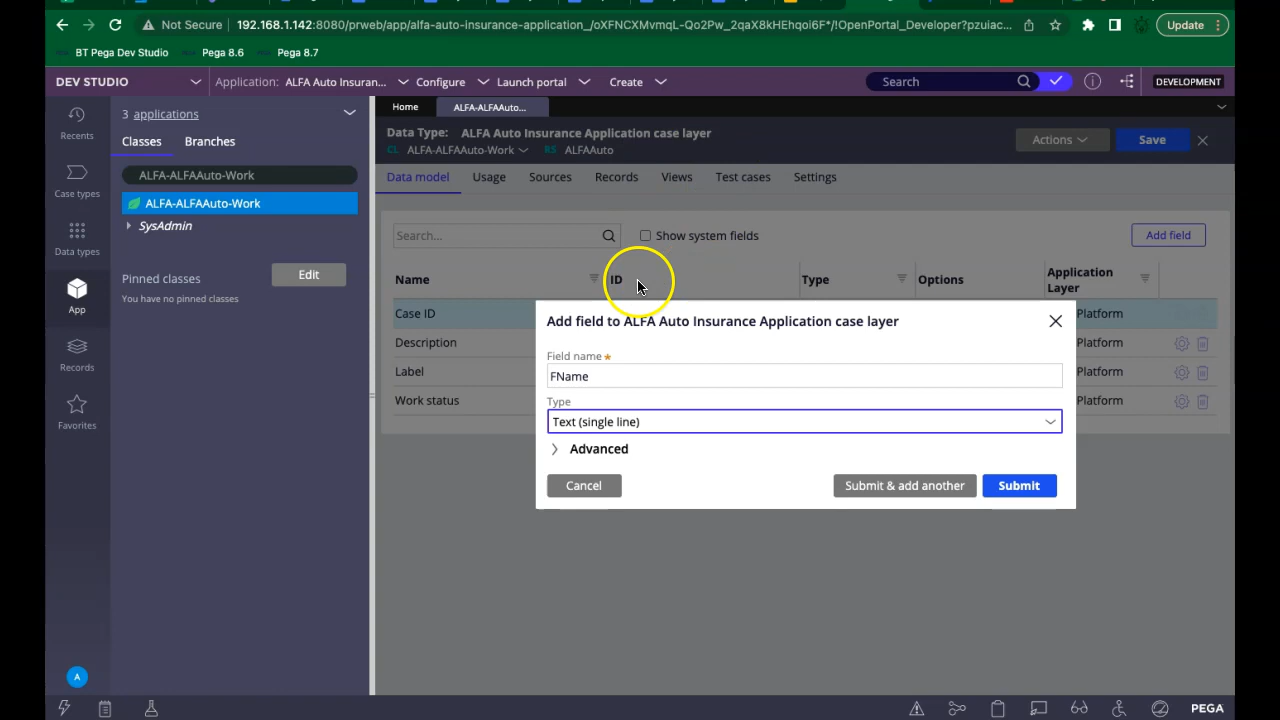 Not Secure 192.168.1.142:8080/prweb/app/alfa-auto-insurance-application_/oXFNCXMvmqL-Qo2Pw_2qaX8kHEhqoi6F*/!OpenPortal_Developer?pzuiac... Update
BT Pega Dev Studio Pega 8.6 Pega 8.7
DEV STUDIO Application: ALFA Auto Insuran... Configure Launch portal Create Search DEVELOPMENT
Recents
Case types
Data types
App
Records
Favorites
A
3 applications
Classes Branches
ALFA-ALFAAuto-Work
ALFA-ALFAAuto-Work
SysAdmin
Pinned classes Edit
You have no pinned classes
Home ALFA-ALFAAuto...
Data Type: ALFA Auto Insurance Application case layer Actions Save
CL ALFA-ALFAAuto-Work RS ALFAAuto
Data model Usage Sources Records Views Test cases Settings
Search... Show system fields Add field
Name ID Type Options Application Layer
Case ID Platform
Description Platform
Label Platform
Work status Platform
Add field to ALFA Auto Insurance Application case layer
Field name
FName
Type
Text (single line)
Advanced
Cancel Submit & add another Submit
PEGA